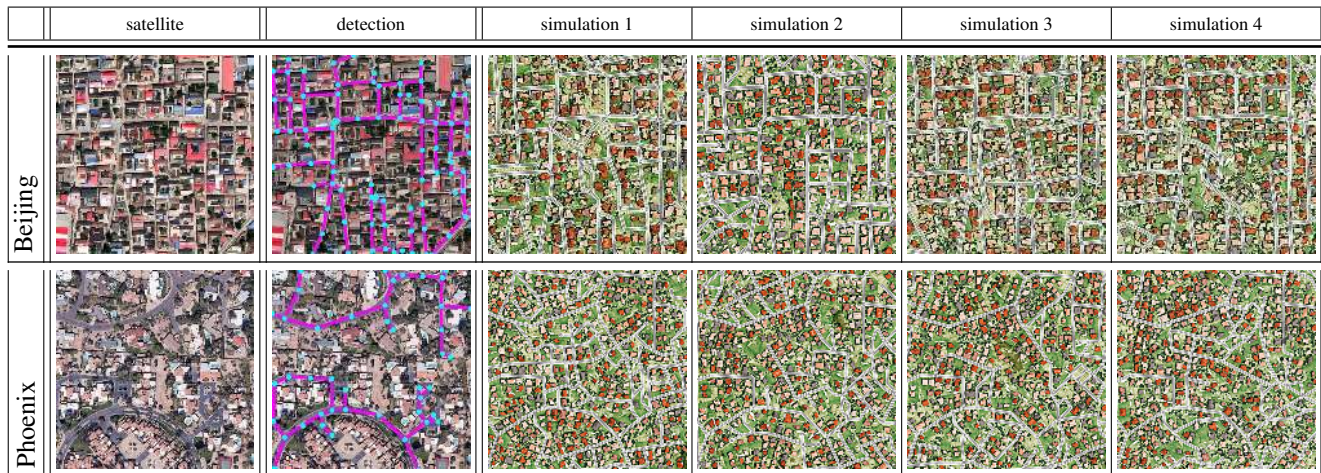 satellite detection simulation 1 simulation 2 simulation 3 simulation 4
Beijing
Phoenix